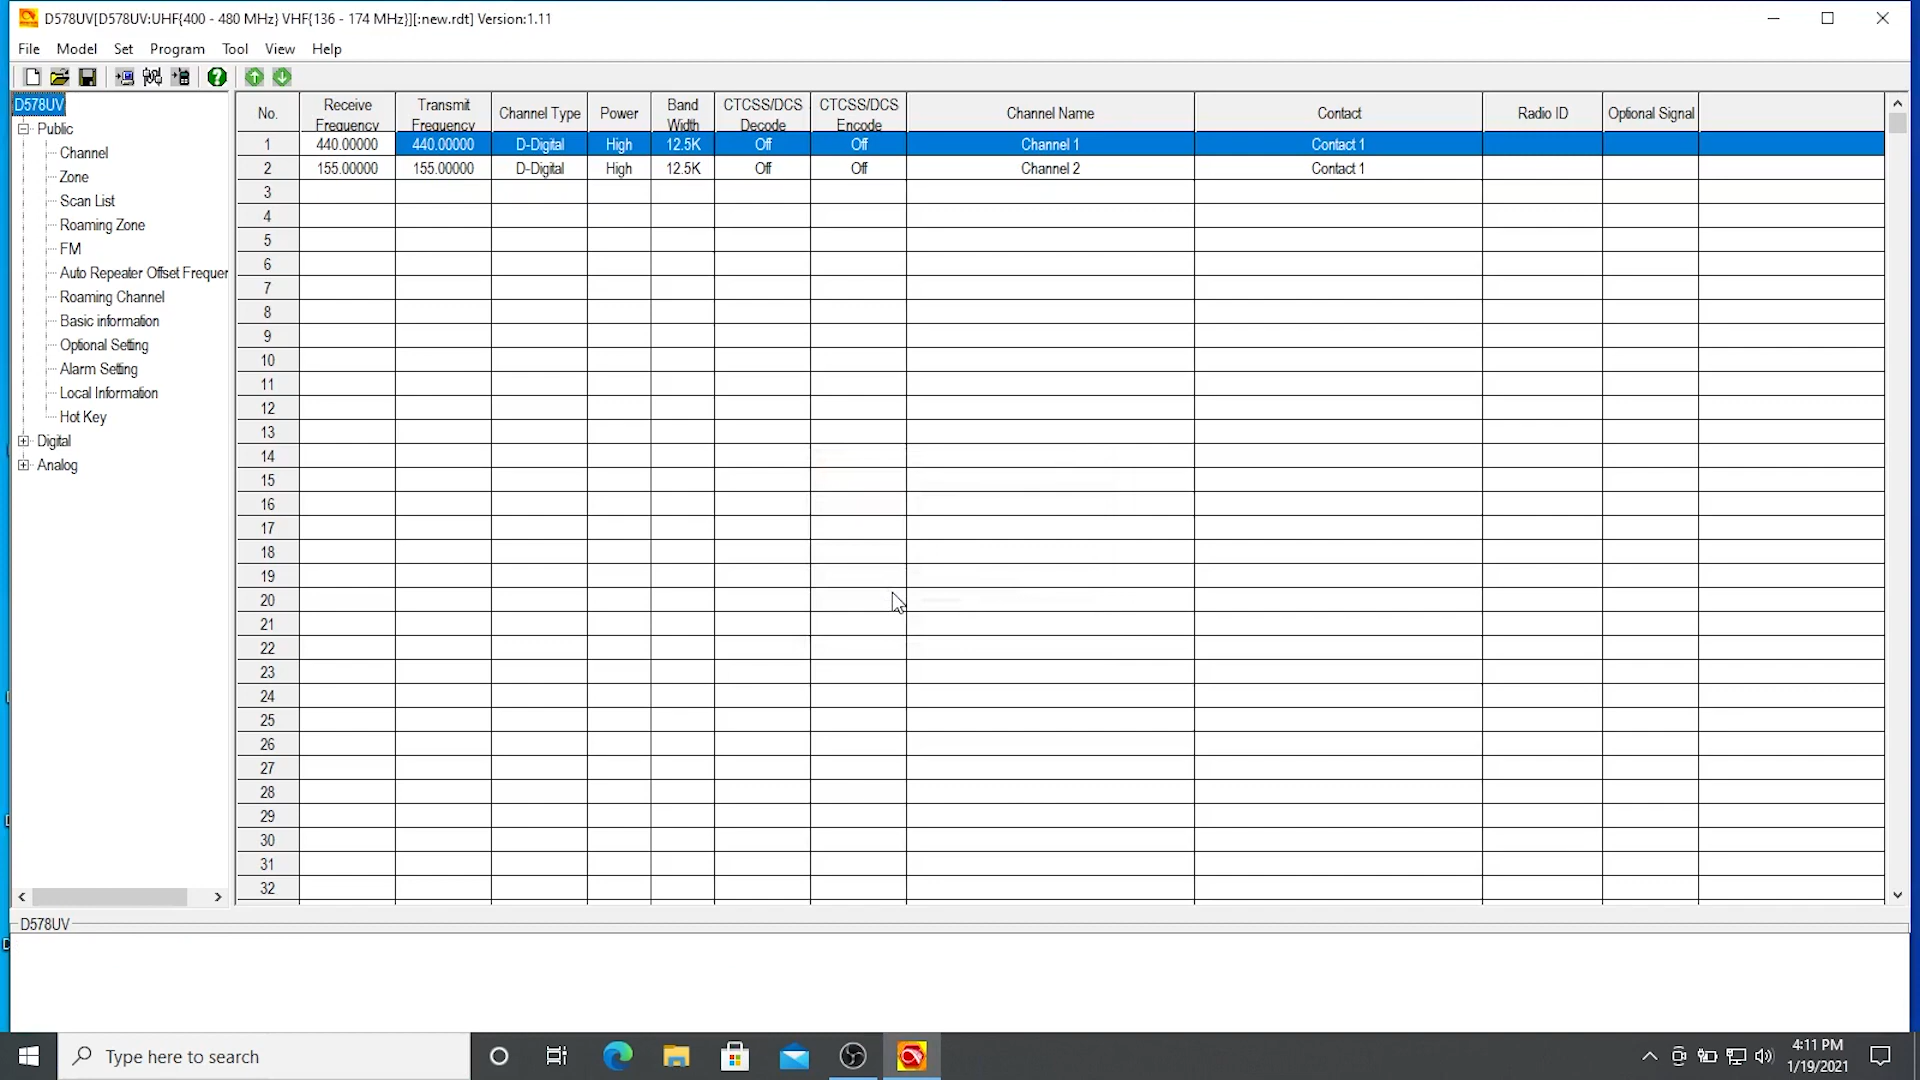 D578UV[D578UV:UHF{400 - 480 MHz} VHF{136 - 174 MHz}][:new.rdt] Version:1.11
File Model Set Program Tool View Help
D578UV
Public
Channel
Zone
Scan List
Roaming Zone
FM
Auto Repeater Offset Frequer
Roaming Channel
Basic information
Optional Setting
Alarm Setting
Local Information
Hot Key
Digital
Analog
No. Receive Frequency Transmit Frequency Channel Type Power Band Width CTCSS/DCS Decode CTCSS/DCS Encode Channel Name Contact Radio ID Optional Signal
1 440.00000 440.00000 D-Digital High 12.5K Off Off Channel 1 Contact 1
2 155.00000 155.00000 D-Digital High 12.5K Off Off Channel 2 Contact 1
3
4
5
6
7
8
9
10
11
12
13
14
15
16
17
18
19
20
21
22
23
24
25
26
27
28
29
30
31
32
D578UV
Type here to search
4:11 PM
1/19/2021